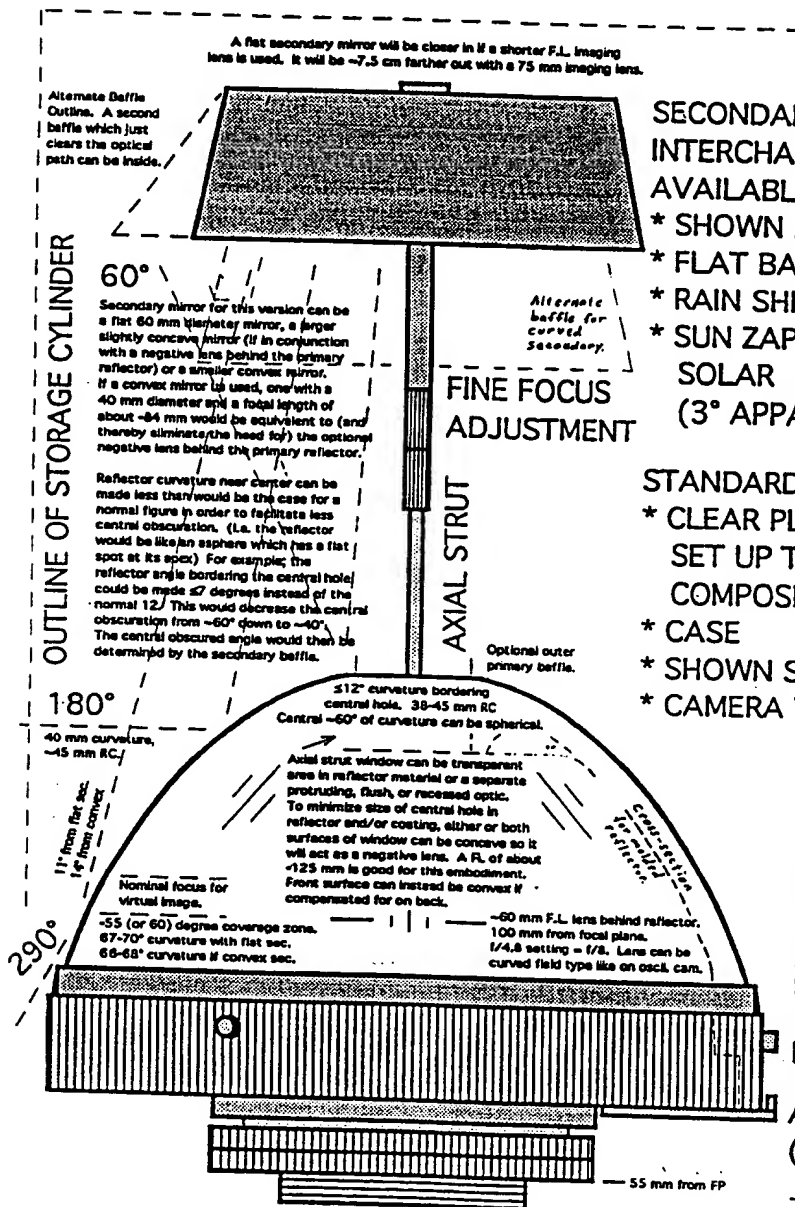 A flat secondary mirror will be closer in if a shorter F.L. imaging
lens is used. It will be ~7.5 cm farther out with a 75 mm imaging lens.
Alternate Baffle
Outline. A second
baffle which just
clears the optical
path can be inside.
OUTLINE OF STORAGE CYLINDER
60°
Secondary mirror for this version can be
a flat 60 mm diameter mirror, a larger
slightly concave mirror (if in conjunction
with a negative lens behind the primary
reflector) or a smaller convex mirror.
If a convex mirror is used, one with a
40 mm diameter and a focal length of
about -84 mm would be equivalent to (and
thereby eliminate the need for) the optional
negative lens behind the primary reflector.
Reflector curvature near center can be
made less than would be the case for a
normal figure in order to facilitate less
central obscuration. (i.e. the reflector
would be like an asphere which has a flat
spot at its apex) For example, the
reflector angle bordering the central hole
could be made ≤7 degrees instead of the
normal 12. This would decrease the central
obscuration from ~60° down to ~40°.
The central obscured angle would then be
determined by the secondary baffle.
Alternate
baffle for
curved
Secondary.
FINE FOCUS
ADJUSTMENT
AXIAL STRUT
SECONDAR
INTERCHA
AVAILABL
* SHOWN
* FLAT BA
* RAIN SHI
* SUN ZAP
SOLAR
(3° APPA
STANDARD
* CLEAR PL
SET UP T
COMPOSI
* CASE
* SHOWN S
* CAMERA
Optional outer
primary baffle.
180°
40 mm curvature,
~45 mm RC.
≤12° curvature bordering
central hole. 38-45 mm RC
Central ~60° of curvature can be spherical.
11° from flat sec.
14° from convex
Axial strut window can be transparent
area in reflector material or a separate
protruding, flush, or recessed optic.
To minimize size of central hole in
reflector and/or coating, either or both
surfaces of window can be concave so it
will act as a negative lens. A FL of about
-125 mm is good for this embodiment.
Front surface can instead be convex if
compensated for on back.
Cross-section
for molded
reflector.
Nominal focus for
virtual image.
-55 (or 60) degree coverage zone.
67-70° curvature with flat sec.
66-68° curvature if convex sec.
~60 mm F.L. lens behind reflector.
100 mm from focal plane.
f/4.8 setting = f/8. Lens can be
curved field type like on oscil. cam.
290°
55 mm from FP